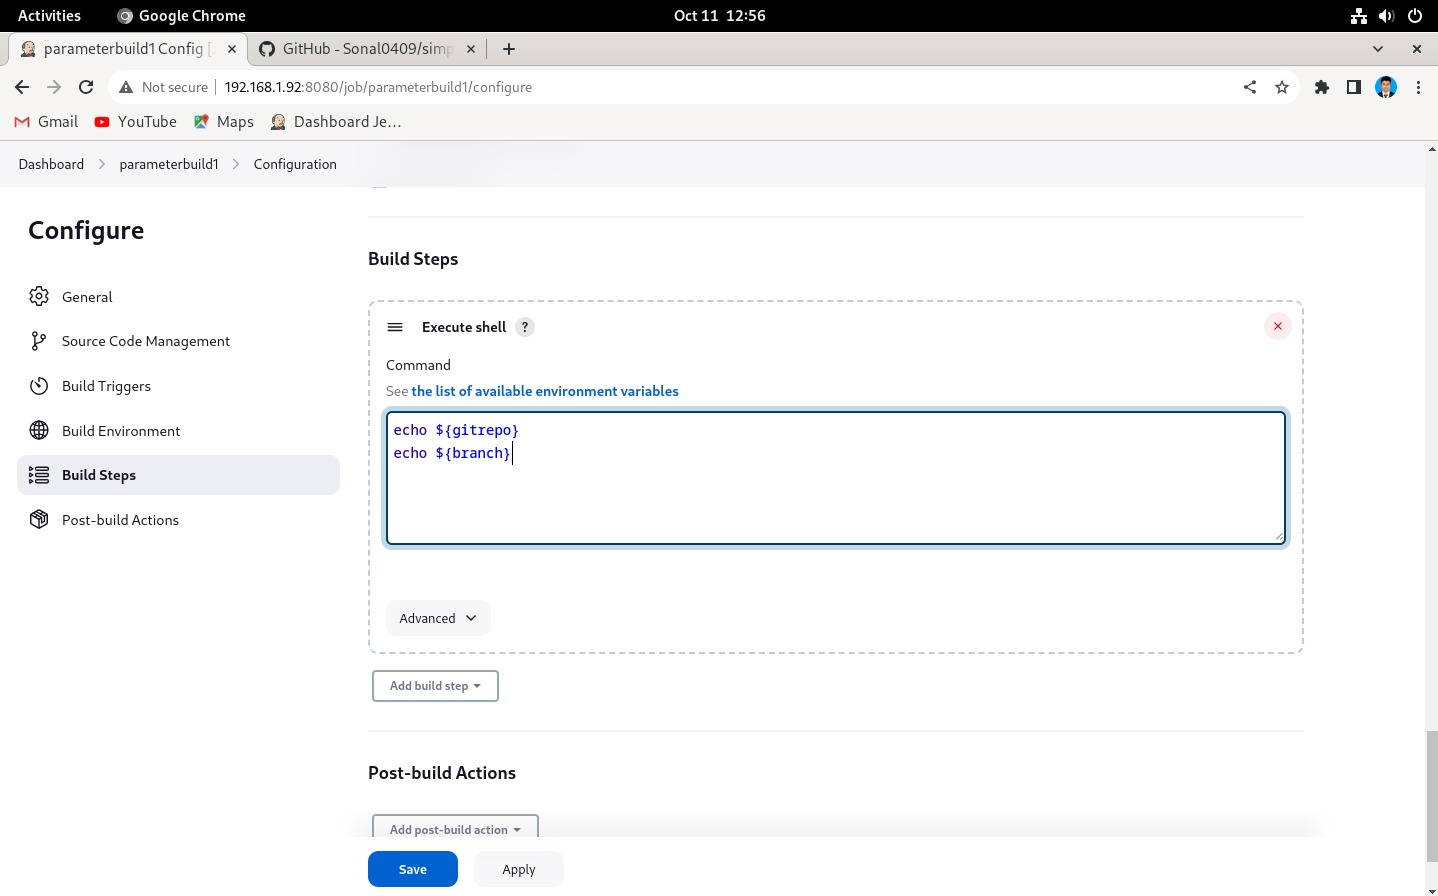 Activities
Google Chrome
Oct 11 12:56
parameterbuild1 Config [
GitHub - Sonal0409/simp
Not secure
192.168.1.92:8080/job/parameterbuild1/configure
Gmail
YouTube
Maps
Dashboard Je...
Dashboard
parameterbuild1
Configuration
Configure
General
Source Code Management
Build Triggers
Build Environment
Build Steps
Post-build Actions
Build Steps
Execute shell ?
Command
See the list of available environment variables
echo ${gitrepo}
echo ${branch}
Advanced
Add build step
Post-build Actions
Add post-build action
Save
Apply